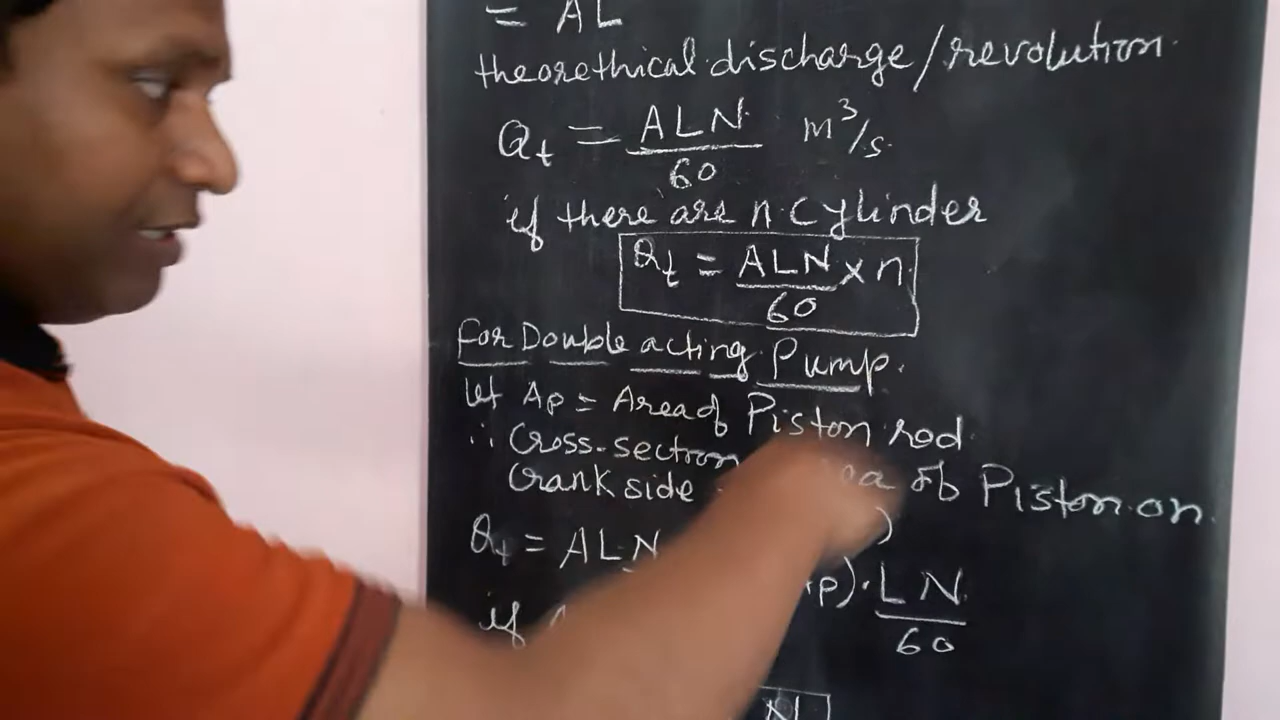 = AL
theorethical discharge/revolution.
Qt = ALN/60 m³/s.
if there are n. Cylinder
Qt = ALN/60 × n.
For Double acting Pump.
let Ap = Area of Piston rod
∴ Cross-section of Piston on
Crank side )
Qt = ALN p). LN/60
if
N